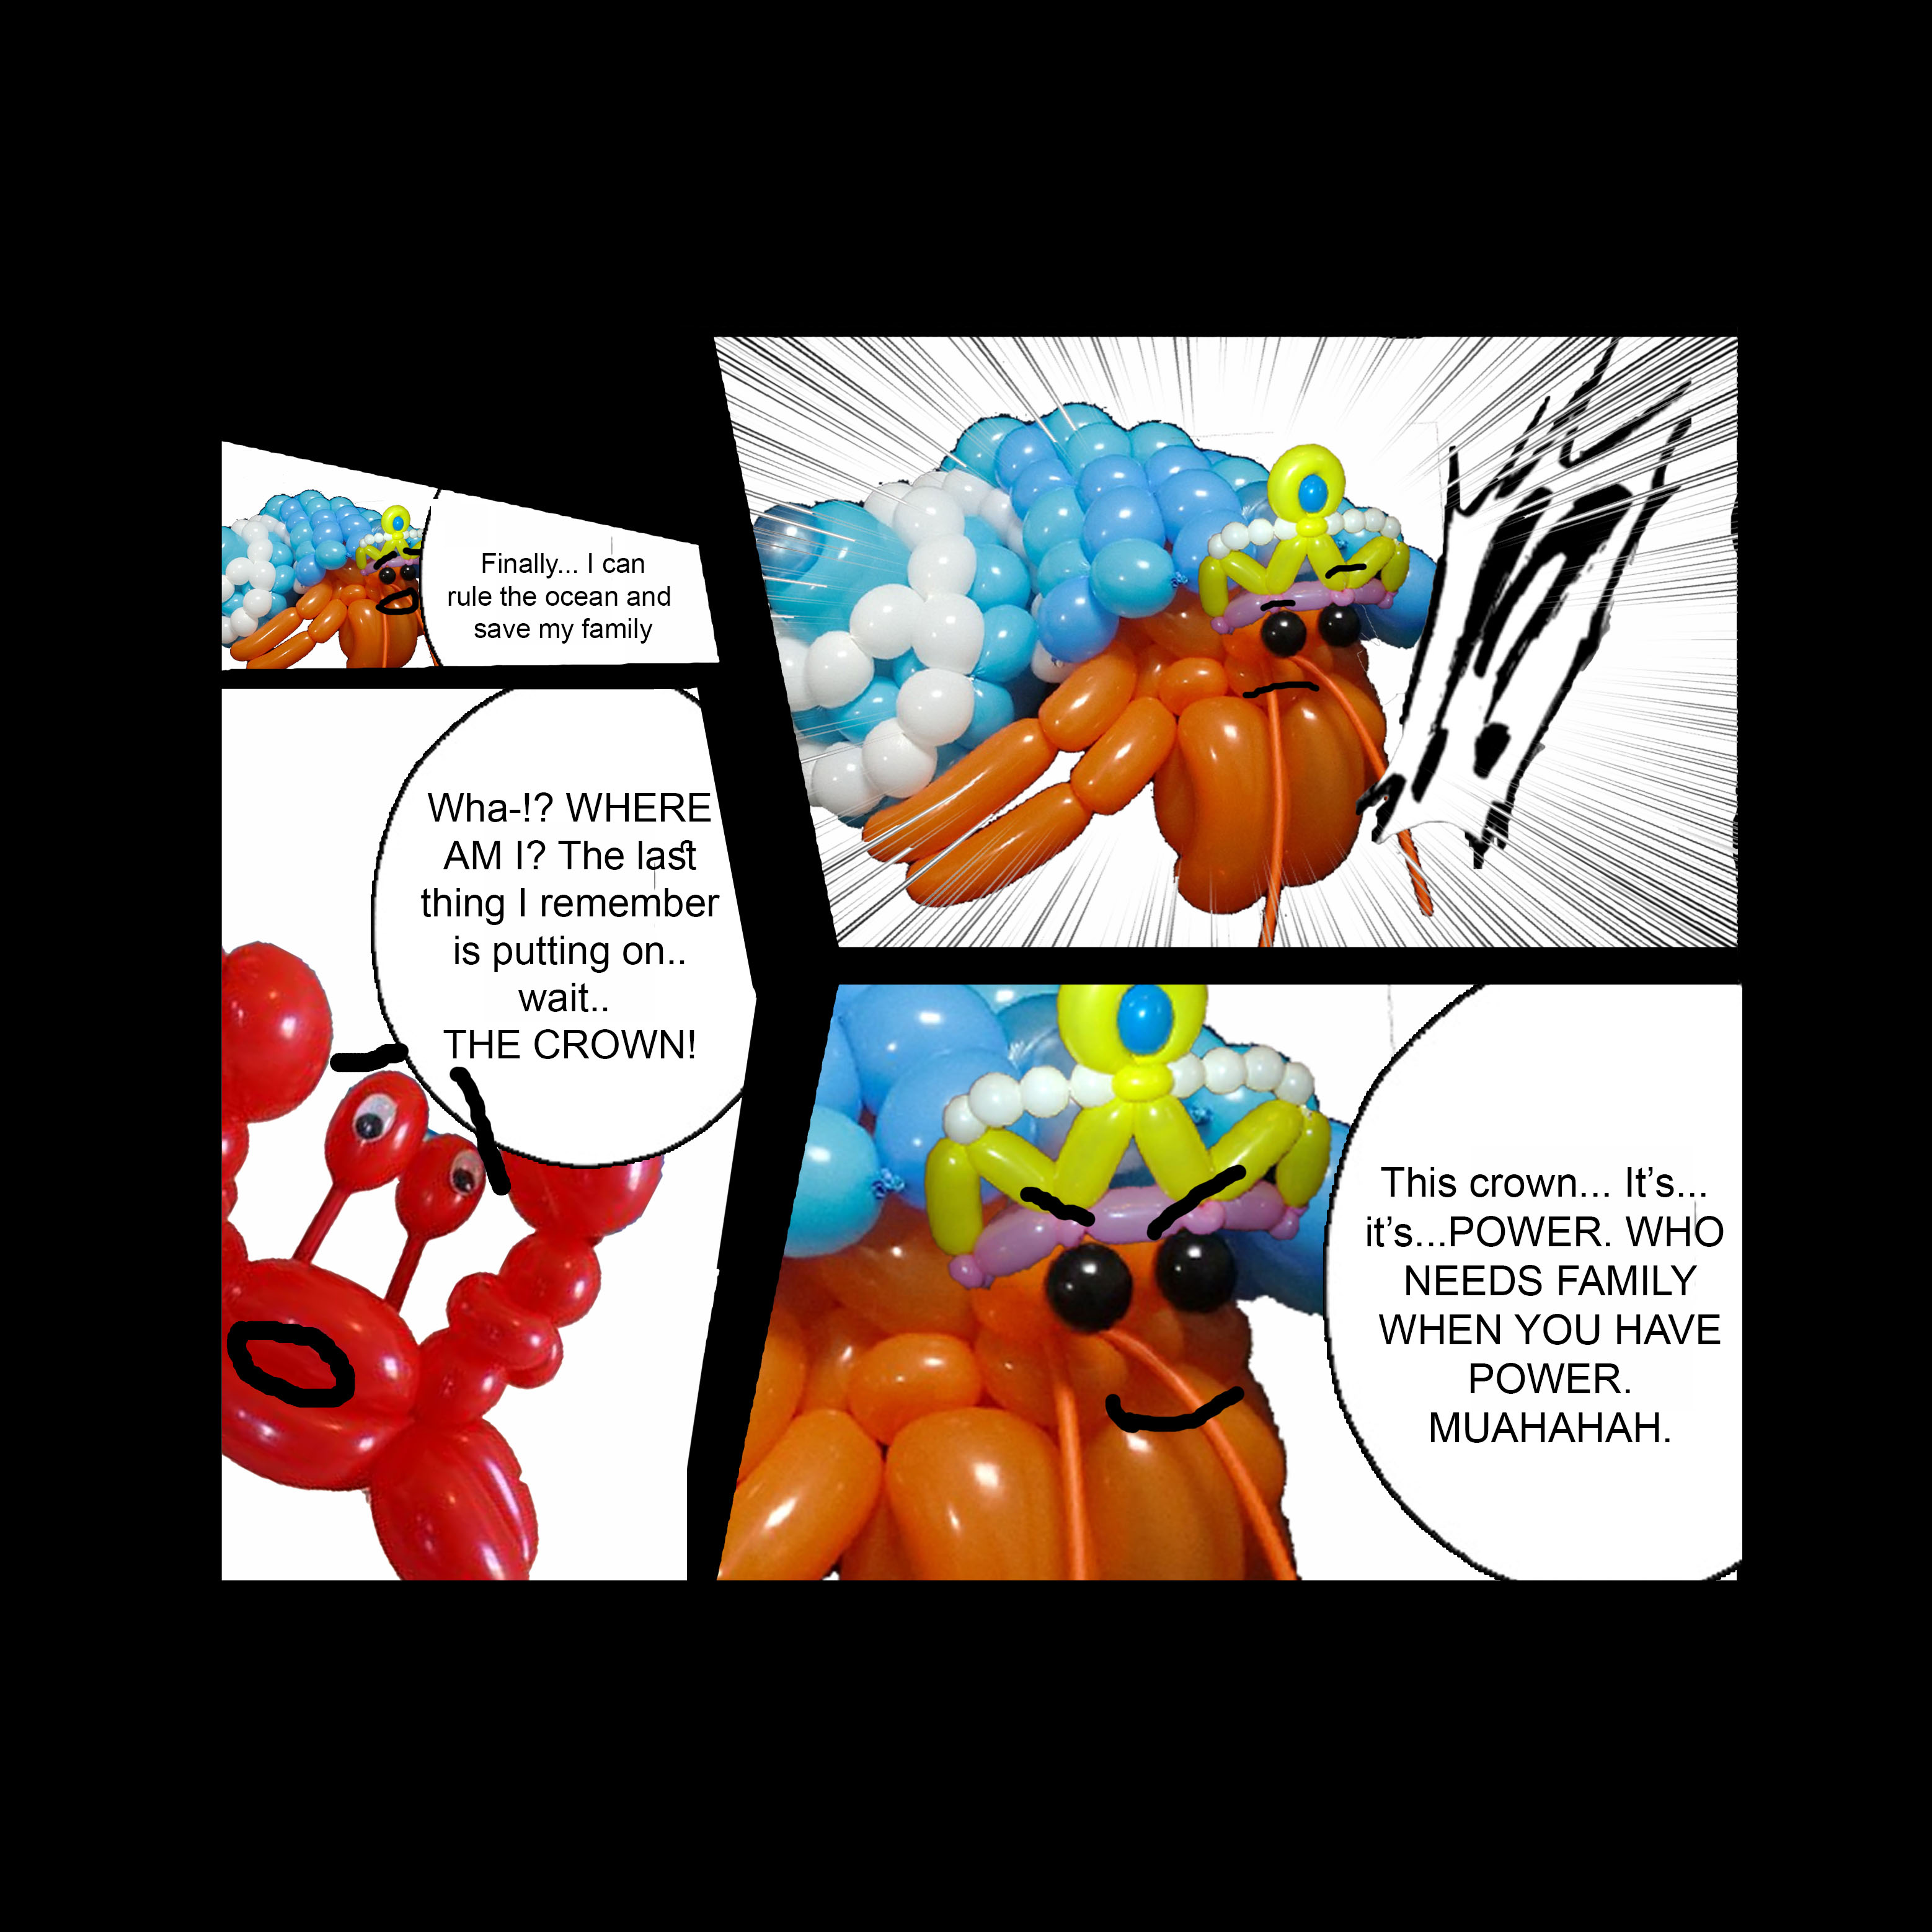 Finally... I can
rule the ocean and
save my family
Wha-!? WHERE
AM I? The last
thing I remember
is putting on..
wait..
THE CROWN!
This crown... It’s...
it’s...POWER. WHO
NEEDS FAMILY
WHEN YOU HAVE
POWER.
MUAHAHAH.